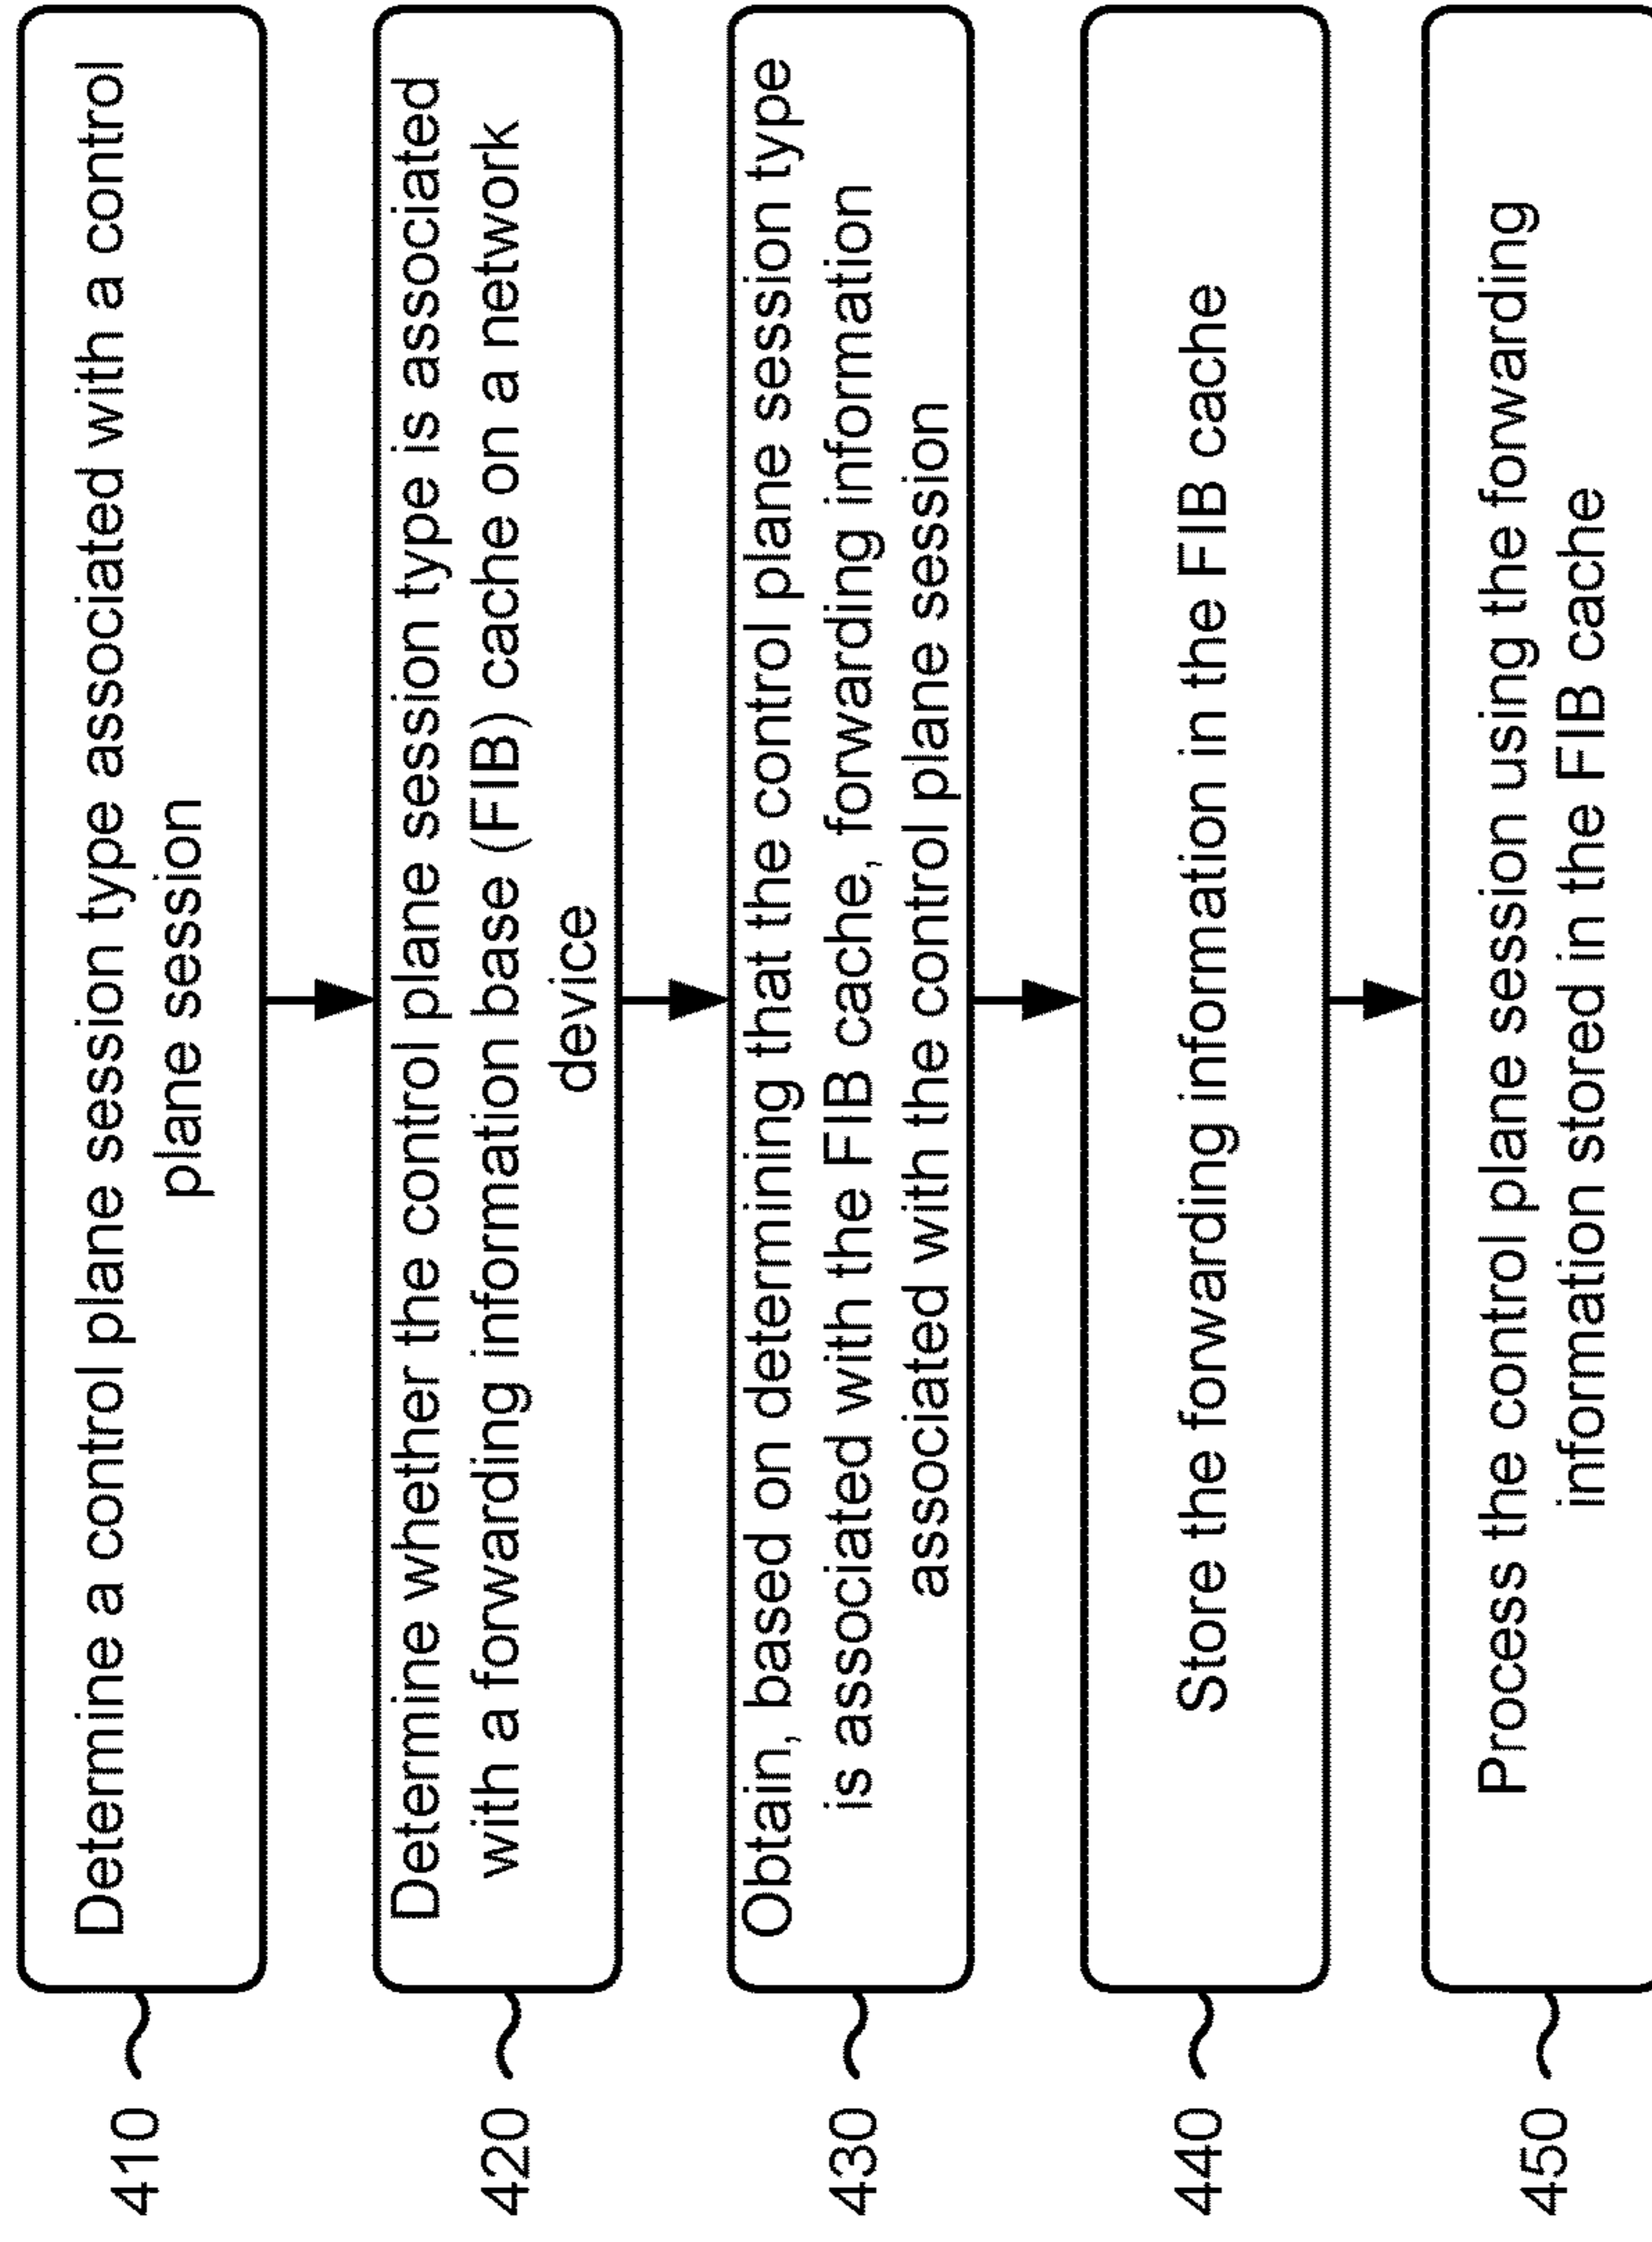 410
Determine a control plane session type associated with a control
plane session
420
Determine whether the control plane session type is associated
with a forwarding information base (FIB) cache on a network
device
430
Obtain, based on determining that the control plane session type
is associated with the FIB cache, forwarding information
associated with the control plane session
440
Store the forwarding information in the FIB cache
450
Process the control plane session using the forwarding
information stored in the FIB cache